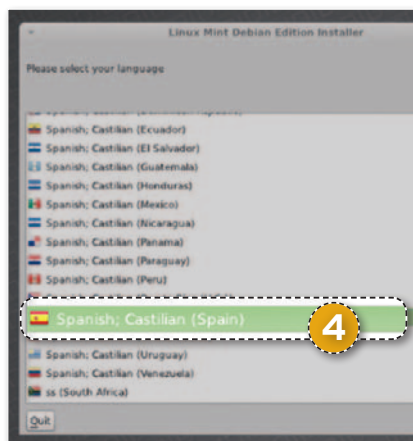 Linux Mint Debian Edition Installer
Please select your language
Spanish; Castilian (Ecuador)
Spanish; Castilian (El Salvador)
Spanish; Castilian (Guatemala)
Spanish; Castilian (Honduras)
Spanish; Castilian (Mexico)
Spanish; Castilian (Nicaragua)
Spanish; Castilian (Panama)
Spanish; Castilian (Paraguay)
Spanish; Castilian (Peru)
Spanish; Castilian (Spain)
4
Spanish; Castilian (Uruguay)
Spanish; Castilian (Venezuela)
ss (South Africa)
Quit